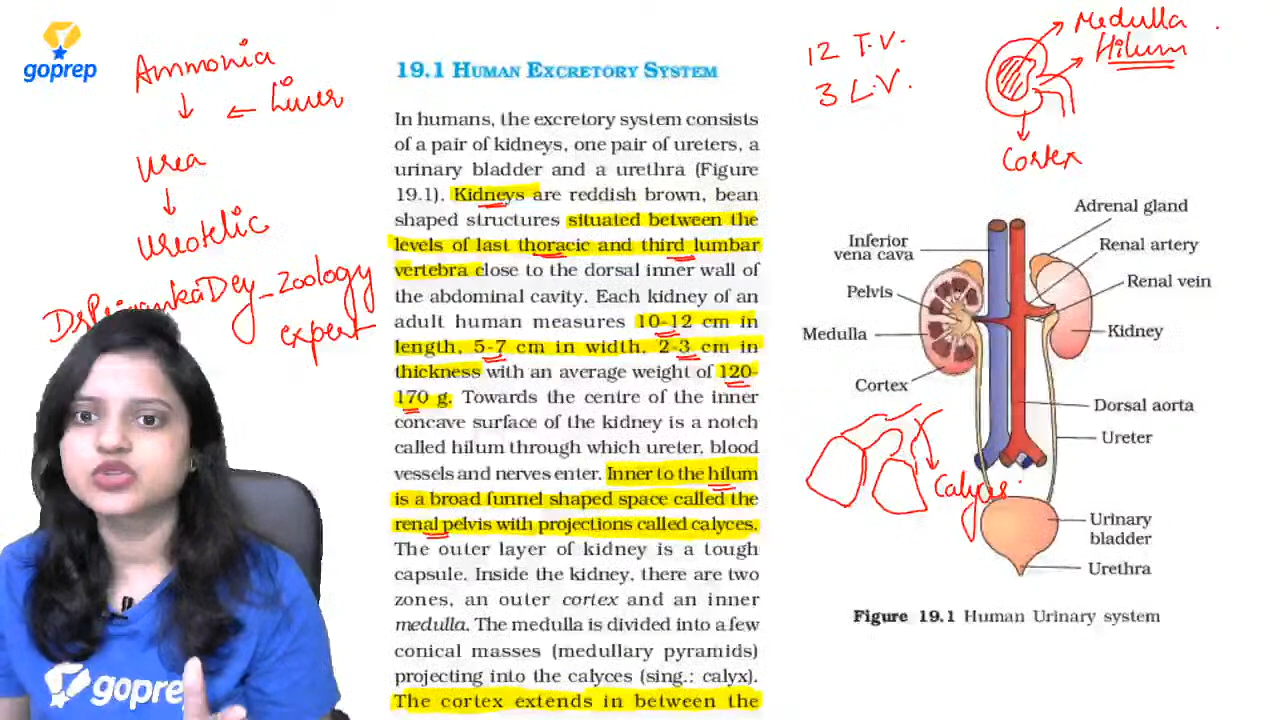 goprep
Ammonia
← Liver
Urea
Ureotelic
DrPriyankaDey_Zoology
expert
goprep
19.1 HUMAN EXCRETORY SYSTEM
In humans, the excretory system consists
of a pair of kidneys, one pair of ureters, a
urinary bladder and a urethra (Figure
19.1). Kidneys are reddish brown, bean
shaped structures situated between the
levels of last thoracic and third lumbar
vertebra close to the dorsal inner wall of
the abdominal cavity. Each kidney of an
adult human measures 10-12 cm in
length, 5-7 cm in width, 2-3 cm in
thickness with an average weight of 120-
170 g. Towards the centre of the inner
concave surface of the kidney is a notch
called hilum through which ureter, blood
vessels and nerves enter. Inner to the hilum
is a broad funnel shaped space called the
renal pelvis with projections called calyces.
The outer layer of kidney is a tough
capsule. Inside the kidney, there are two
zones, an outer cortex and an inner
medulla. The medulla is divided into a few
conical masses (medullary pyramids)
projecting into the calyces (sing.: calyx).
The cortex extends in between the
12 T.V.
3 L.V.
Medulla
Hilum
Cortex
Adrenal gland
Renal artery
Renal vein
Inferior
vena cava
Pelvis
Medulla
Kidney
Cortex
Dorsal aorta
Ureter
Calyces
Urinary
bladder
Urethra
Figure 19.1 Human Urinary system